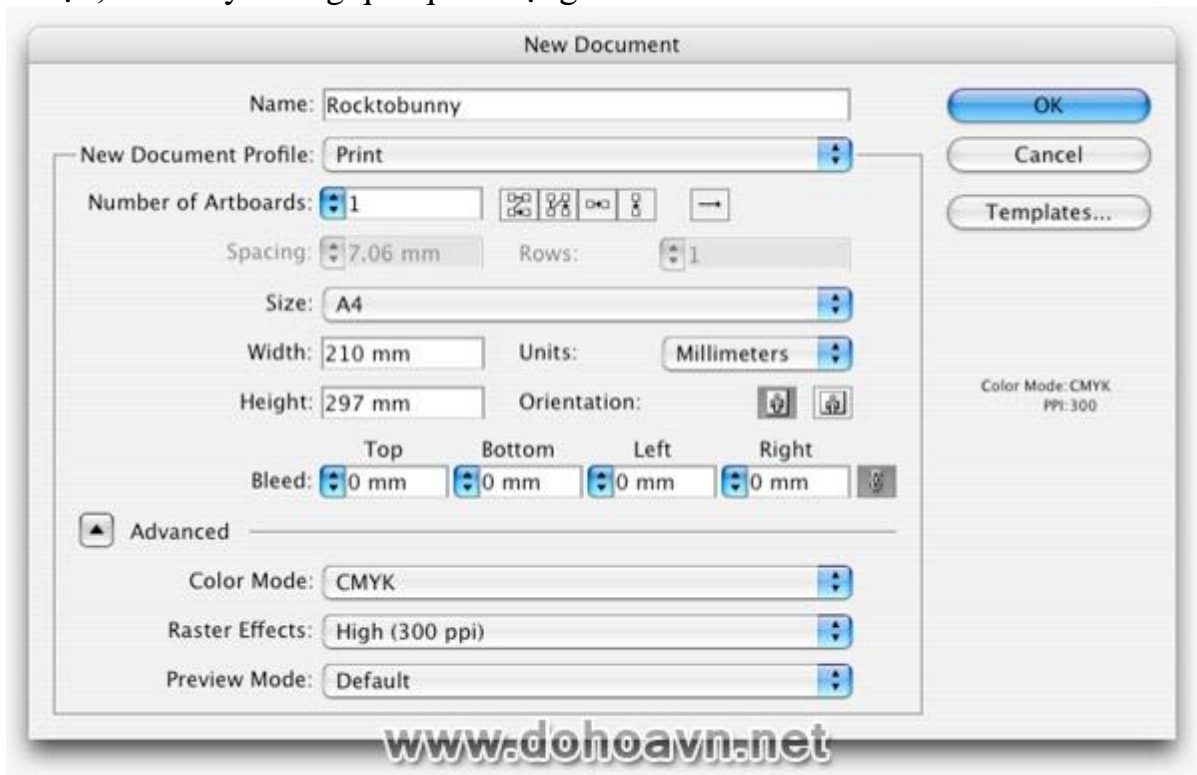 New Document
Name: Rocktobunny
OK
New Document Profile: Print
Cancel
Number of Artboards: 1
Templates...
Spacing: 7.06 mm Rows: 1
Size: A4
Width: 210 mm Units: Millimeters
Height: 297 mm Orientation:
Color Mode: CMYK
PPI: 300
Top Bottom Left Right
Bleed: 0 mm 0 mm 0 mm 0 mm
Advanced
Color Mode: CMYK
Raster Effects: High (300 ppi)
Preview Mode: Default
www.dohoavn.net